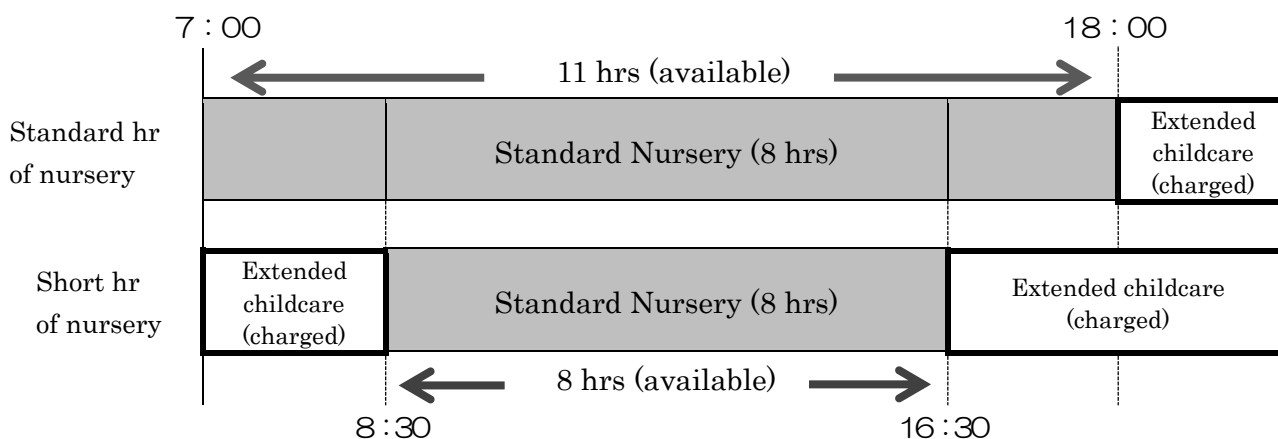 7：00
18：00
11 hrs (available)
Standard hr
of nursery
Standard Nursery (8 hrs)
Extended
childcare
(charged)
Short hr
of nursery
Extended
childcare
(charged)
Standard Nursery (8 hrs)
Extended childcare
(charged)
8 hrs (available)
8：30
16：30